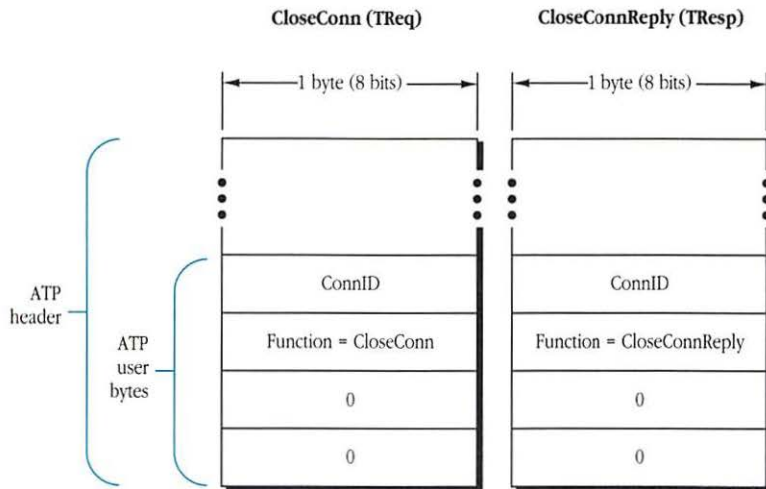 CloseConn (TReq) CloseConnReply (TResp)
1 byte (8 bits) 1 byte (8 bits)
ATP
header
ATP
user
bytes
ConnID ConnID
Function = CloseConn Function = CloseConnReply
0 0
0 0